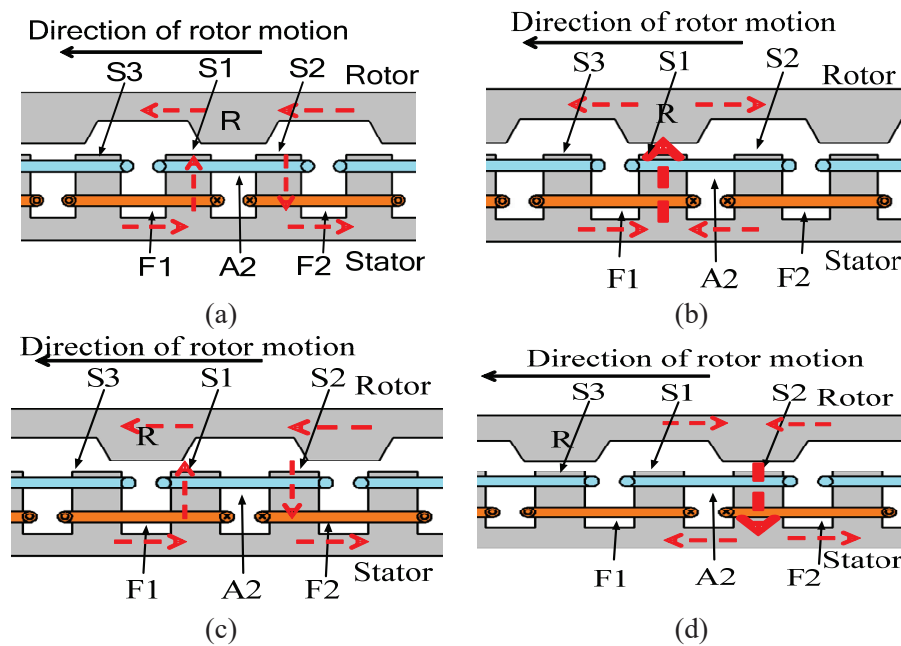 Direction of rotor motion
S3
S1
S2
Rotor
R
F1
A2
F2
Stator
(a)
Direction of rotor motion
S3
S1
S2
Rotor
R
F1
A2
F2
Stator
(b)
Direction of rotor motion
S3
S1
S2
Rotor
R
F1
A2
F2
Stator
(c)
Direction of rotor motion
S3
S1
S2
Rotor
R
F1
A2
F2
Stator
(d)